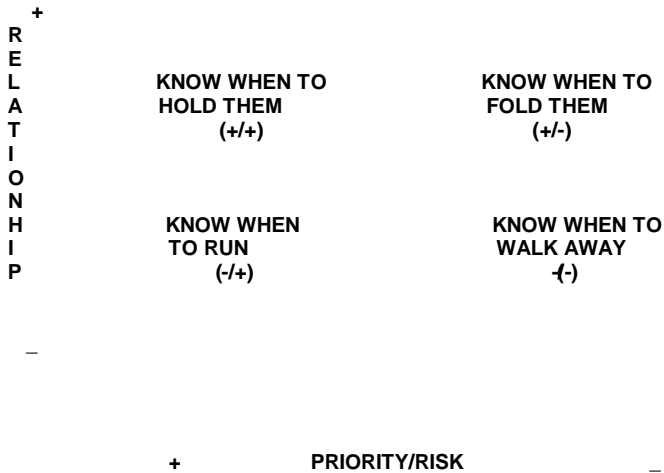 +
R
E
L
A
T
I
O
N
H
I
P
KNOW WHEN TO
HOLD THEM
(+/+)
KNOW WHEN TO
FOLD THEM
(+/-)
KNOW WHEN
TO RUN
(-/+)
KNOW WHEN TO
WALK AWAY
-(-)
_
+ PRIORITY/RISK _